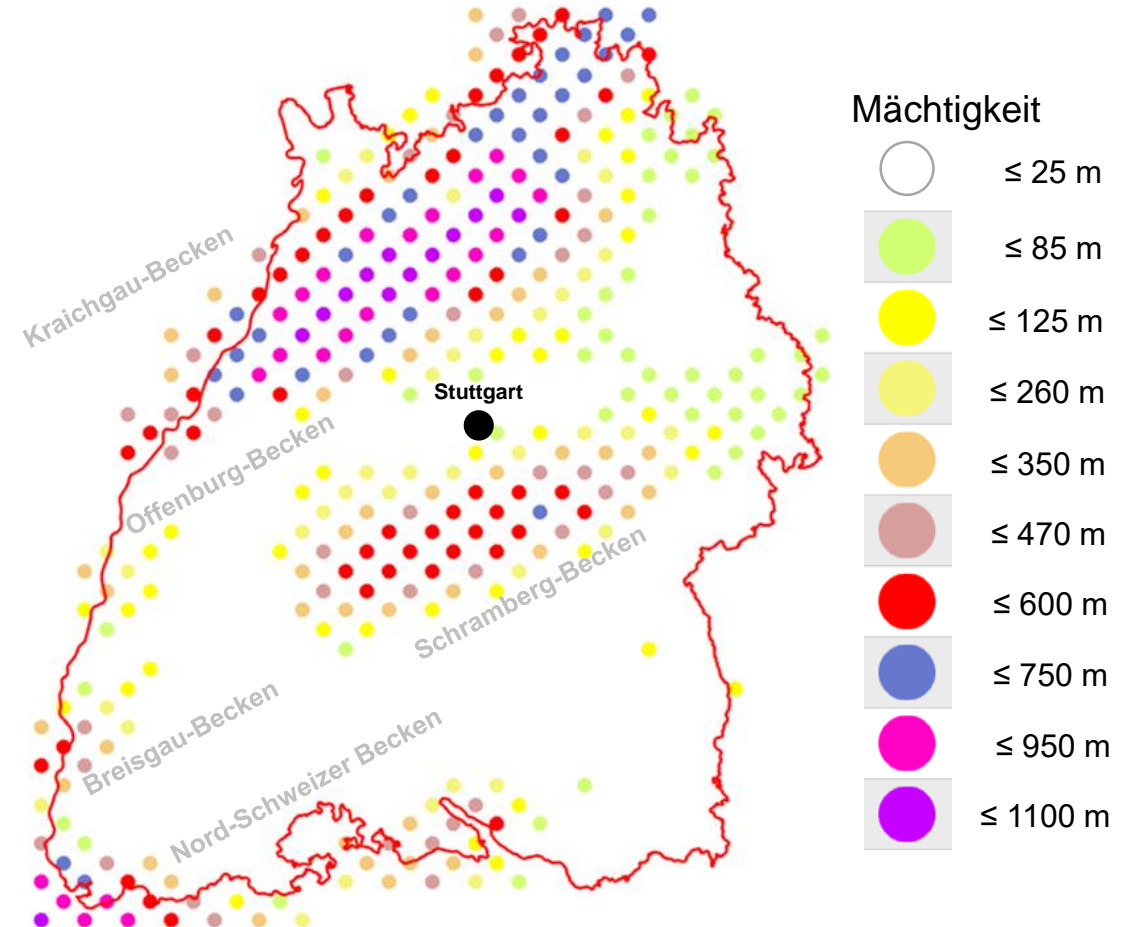 Mächtigkeit
≤ 25 m
≤ 85 m
≤ 125 m
≤ 260 m
≤ 350 m
≤ 470 m
≤ 600 m
≤ 750 m
≤ 950 m
≤ 1100 m
Kraichgau-Becken
Stuttgart
Offenburg-Becken
Schramberg-Becken
Breisgau-Becken
Nord-Schweizer Becken